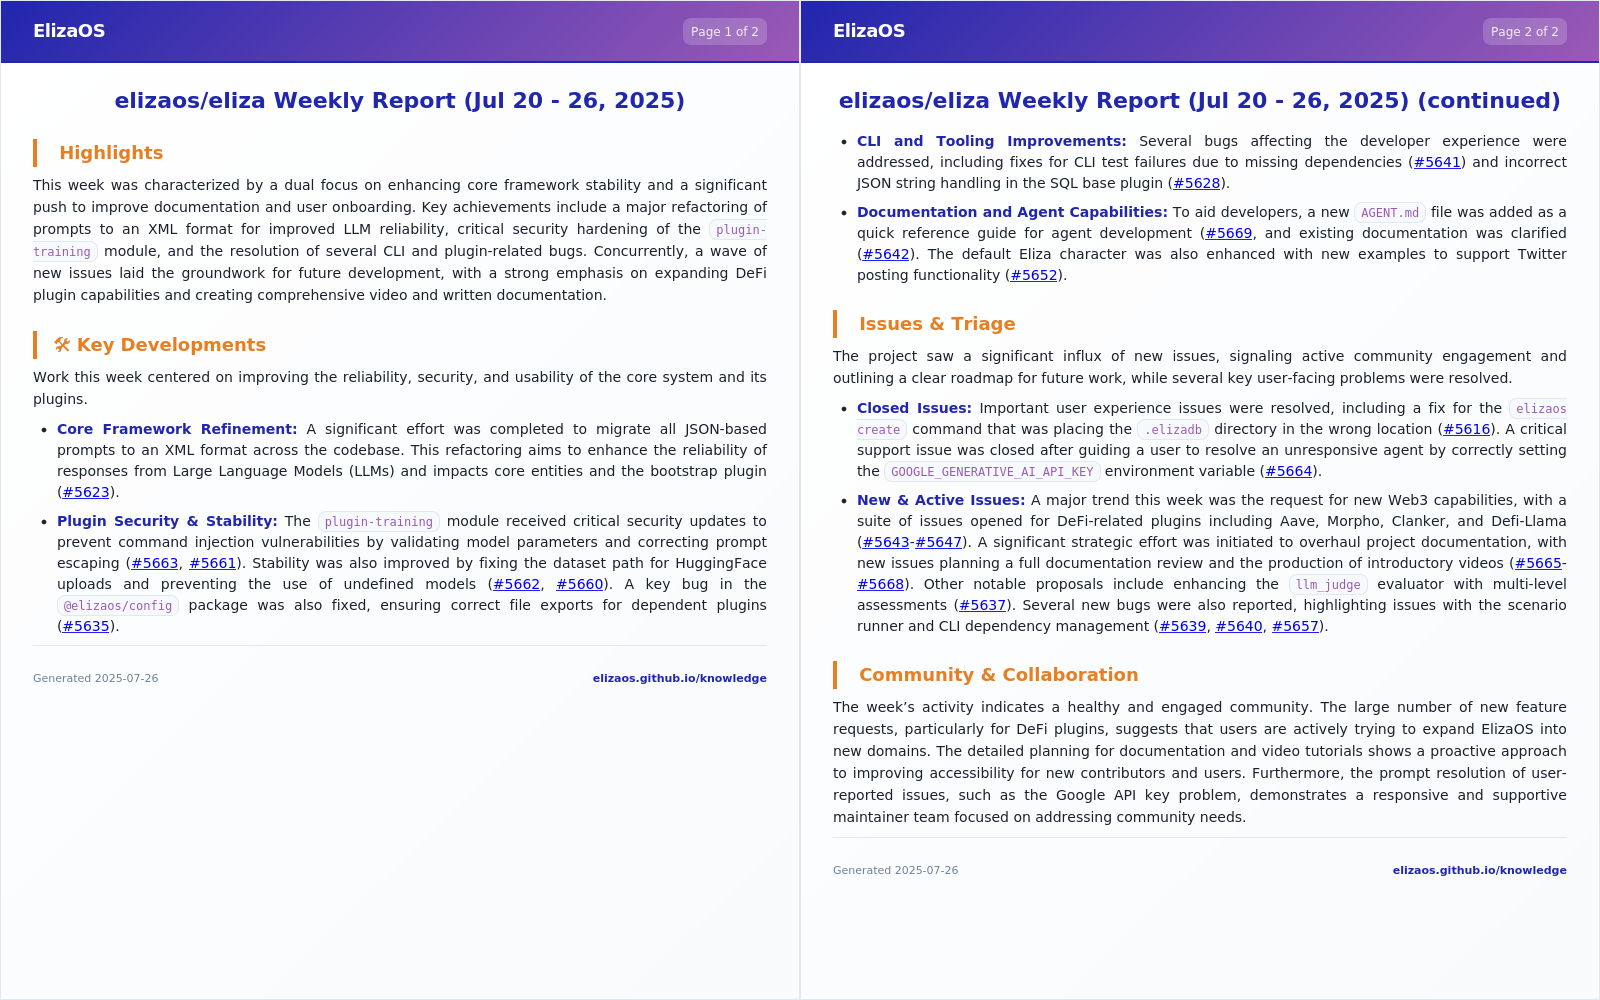 ElizaOS
Page 1 of 2
elizaos/eliza Weekly Report (Jul 20 - 26, 2025)
Highlights
This week was characterized by a dual focus on enhancing core framework stability and a significant
push to improve documentation and user onboarding. Key achievements include a major refactoring of
prompts to an XML format for improved LLM reliability, critical security hardening of the plugin-
training module, and the resolution of several CLI and plugin-related bugs. Concurrently, a wave of
new issues laid the groundwork for future development, with a strong emphasis on expanding DeFi
plugin capabilities and creating comprehensive video and written documentation.
🛠 Key Developments
Work this week centered on improving the reliability, security, and usability of the core system and its
plugins.
• Core Framework Refinement: A significant effort was completed to migrate all JSON-based
prompts to an XML format across the codebase. This refactoring aims to enhance the reliability of
responses from Large Language Models (LLMs) and impacts core entities and the bootstrap plugin
(#5623).
• Plugin Security & Stability: The plugin-training module received critical security updates to
prevent command injection vulnerabilities by validating model parameters and correcting prompt
escaping (#5663, #5661). Stability was also improved by fixing the dataset path for HuggingFace
uploads and preventing the use of undefined models (#5662, #5660). A key bug in the
@elizaos/config package was also fixed, ensuring correct file exports for dependent plugins
(#5635).
Generated 2025-07-26
elizaos.github.io/knowledge
ElizaOS
Page 2 of 2
elizaos/eliza Weekly Report (Jul 20 - 26, 2025) (continued)
• CLI and Tooling Improvements: Several bugs affecting the developer experience were
addressed, including fixes for CLI test failures due to missing dependencies (#5641) and incorrect
JSON string handling in the SQL base plugin (#5628).
• Documentation and Agent Capabilities: To aid developers, a new AGENT.md file was added as a
quick reference guide for agent development (#5669, and existing documentation was clarified
(#5642). The default Eliza character was also enhanced with new examples to support Twitter
posting functionality (#5652).
Issues & Triage
The project saw a significant influx of new issues, signaling active community engagement and
outlining a clear roadmap for future work, while several key user-facing problems were resolved.
• Closed Issues: Important user experience issues were resolved, including a fix for the elizaos
create command that was placing the .elizadb directory in the wrong location (#5616). A critical
support issue was closed after guiding a user to resolve an unresponsive agent by correctly setting
the GOOGLE_GENERATIVE_AI_API_KEY environment variable (#5664).
• New & Active Issues: A major trend this week was the request for new Web3 capabilities, with a
suite of issues opened for DeFi-related plugins including Aave, Morpho, Clanker, and Defi-Llama
(#5643-#5647). A significant strategic effort was initiated to overhaul project documentation, with
new issues planning a full documentation review and the production of introductory videos (#5665-
#5668). Other notable proposals include enhancing the llm_judge evaluator with multi-level
assessments (#5637). Several new bugs were also reported, highlighting issues with the scenario
runner and CLI dependency management (#5639, #5640, #5657).
Community & Collaboration
The week’s activity indicates a healthy and engaged community. The large number of new feature
requests, particularly for DeFi plugins, suggests that users are actively trying to expand ElizaOS into
new domains. The detailed planning for documentation and video tutorials shows a proactive approach
to improving accessibility for new contributors and users. Furthermore, the prompt resolution of user-
reported issues, such as the Google API key problem, demonstrates a responsive and supportive
maintainer team focused on addressing community needs.
Generated 2025-07-26
elizaos.github.io/knowledge